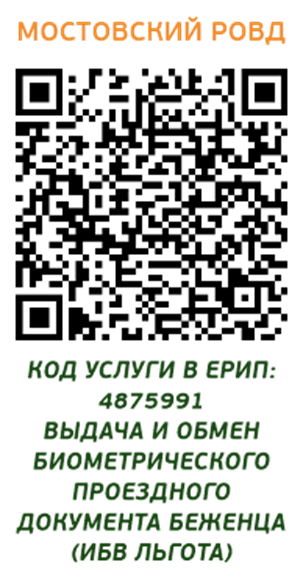 МОСТОВСКИЙ РОВД
КОД УСЛУГИ В ЕРИП:
4875991
ВЫДАЧА И ОБМЕН
БИОМЕТРИЧЕСКОГО
ПРОЕЗДНОГО
ДОКУМЕНТА БЕЖЕНЦА
(ИБВ ЛЬГОТА)